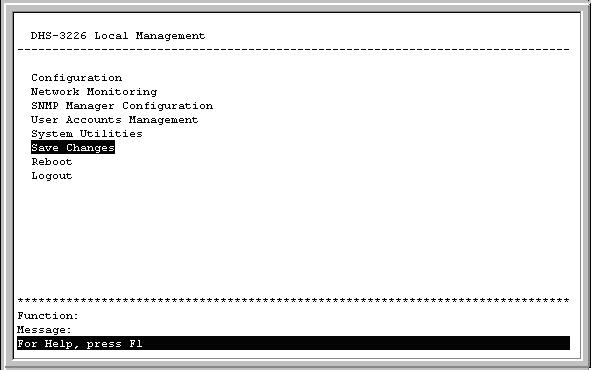 DHS-3226 Local Management
-------------------------------------------------------------------------------
Configuration
Network Monitoring
SNMP Manager Configuration
User Accounts Management
System Utilities
Save Changes
Reboot
Logout
*******************************************************************************
Function:
Message:
For Help, press F1